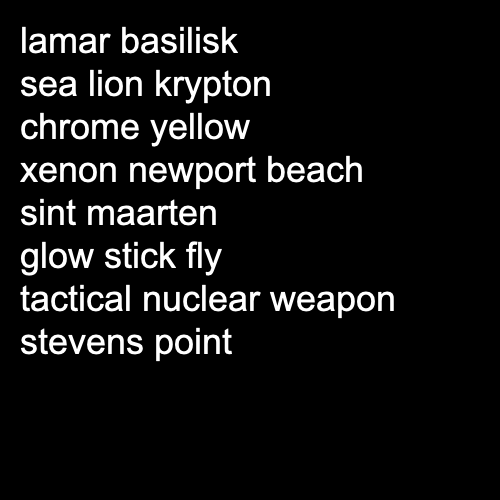 lamar basilisk
sea lion krypton
chrome yellow
xenon newport beach
sint maarten
glow stick fly
tactical nuclear weapon
stevens point